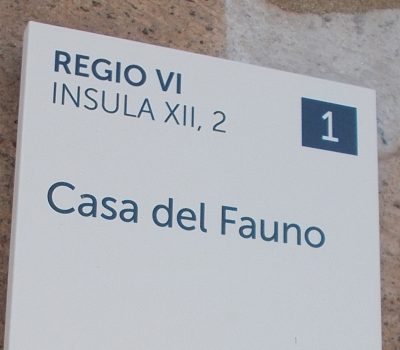 REGIO VI
INSULA XII, 2
1
Casa del Fauno